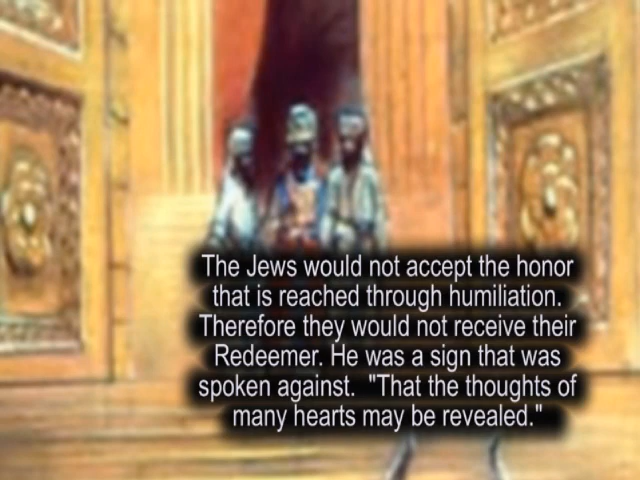 The Jews would not accept the honor
that is reached through humiliation.
Therefore they would not receive their
Redeemer. He was a sign that was
spoken against.  "That the thoughts of
many hearts may be revealed."